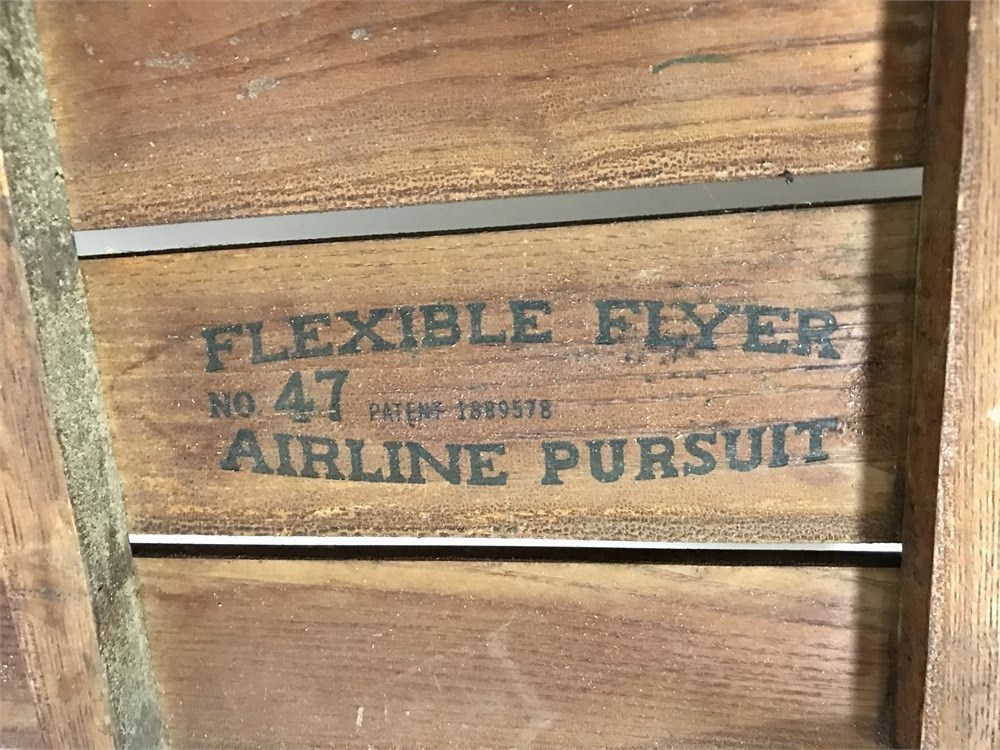 FLEXIBLE FLYER
NO. 47 PATENT 1889578
AIRLINE PURSUIT